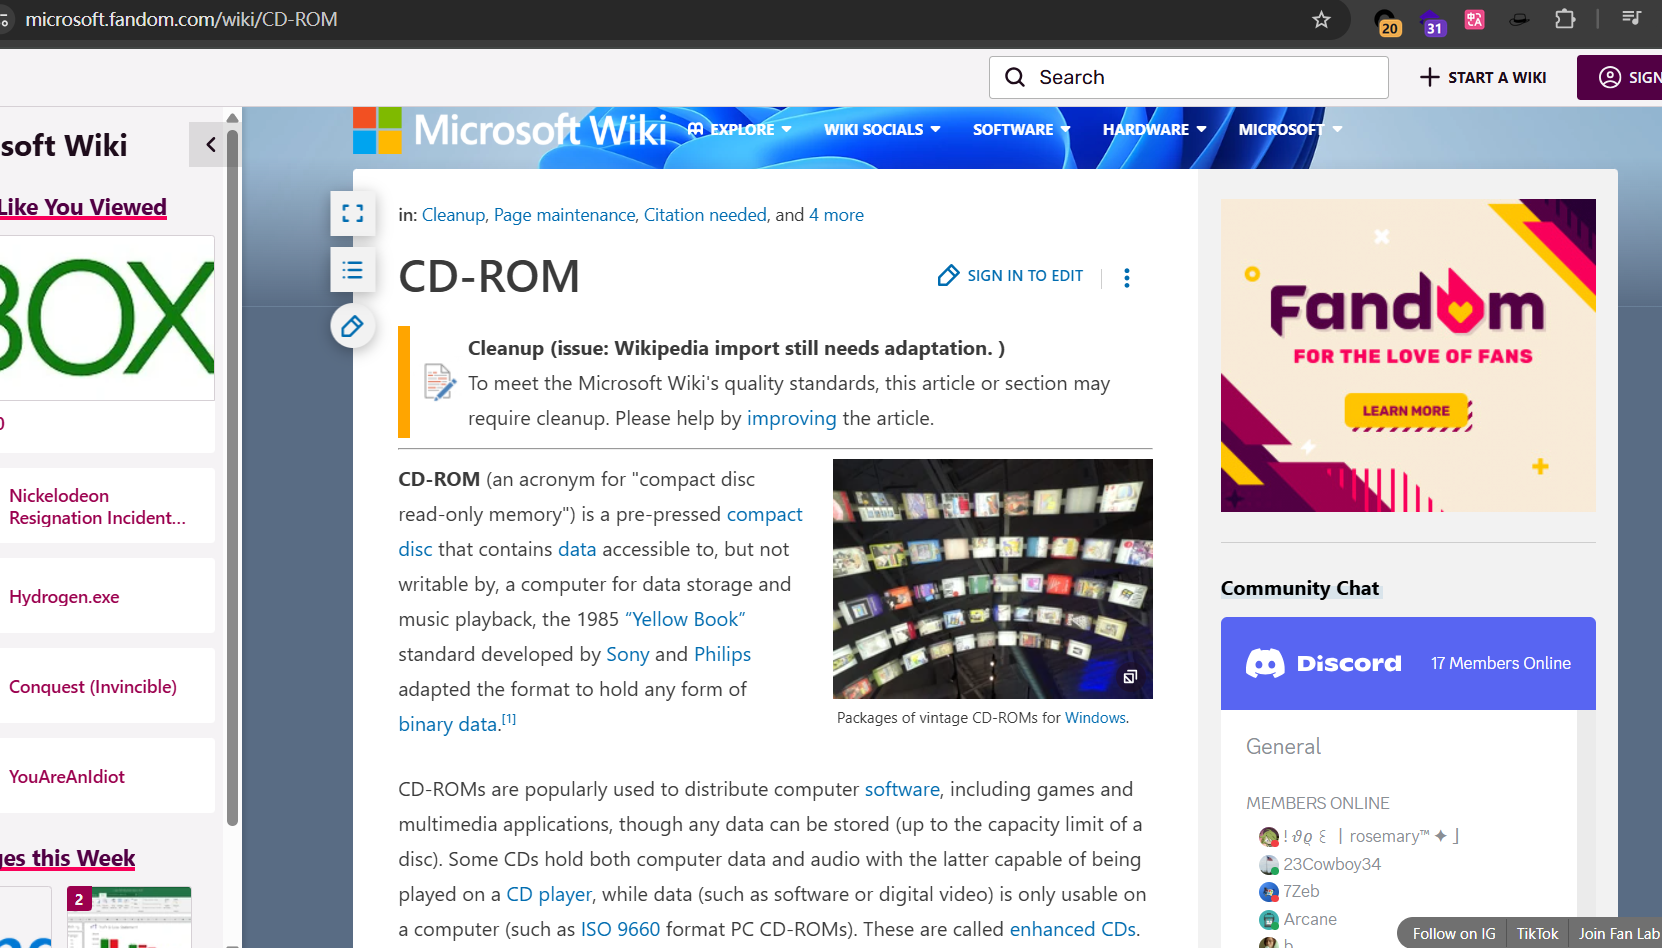 microsoft.fandom.com/wiki/CD-ROM
20
31
Search
START A WIKI
SIGN
soft Wiki
Like You Viewed
BOX
0
Nickelodeon
Resignation Incident...
Hydrogen.exe
Conquest (Invincible)
YouAreAnIdiot
ges this Week
2
Microsoft Wiki
EXPLORE
WIKI SOCIALS
SOFTWARE
HARDWARE
MICROSOFT
in: Cleanup, Page maintenance, Citation needed, and 4 more
CD-ROM
SIGN IN TO EDIT
Cleanup (issue: Wikipedia import still needs adaptation. )
To meet the Microsoft Wiki's quality standards, this article or section may
require cleanup. Please help by improving the article.
CD-ROM (an acronym for "compact disc
read-only memory") is a pre-pressed compact
disc that contains data accessible to, but not
writable by, a computer for data storage and
music playback, the 1985 “Yellow Book”
standard developed by Sony and Philips
adapted the format to hold any form of
binary data.[1]
Packages of vintage CD-ROMs for Windows.
CD-ROMs are popularly used to distribute computer software, including games and
multimedia applications, though any data can be stored (up to the capacity limit of a
disc). Some CDs hold both computer data and audio with the latter capable of being
played on a CD player, while data (such as software or digital video) is only usable on
a computer (such as ISO 9660 format PC CD-ROMs). These are called enhanced CDs.
Fandom
FOR THE LOVE OF FANS
LEARN MORE
Community Chat
Discord
17 Members Online
General
MEMBERS ONLINE
rosemary™ ✦ ⌋
23Cowboy34
7Zeb
Arcane
b
Follow on IG
TikTok
Join Fan Lab